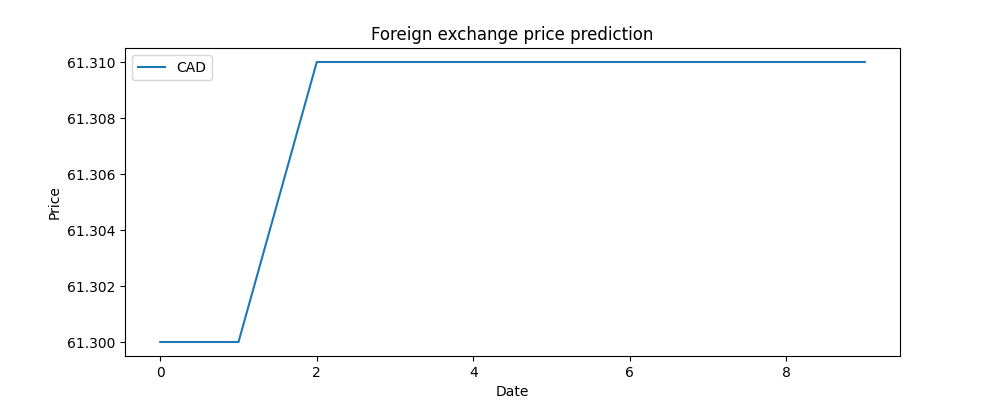 Foreign exchange price prediction
CAD
61.310
61.308
61.306
61.304
61.302
61.300
Price
0 2 4 6 8
Date